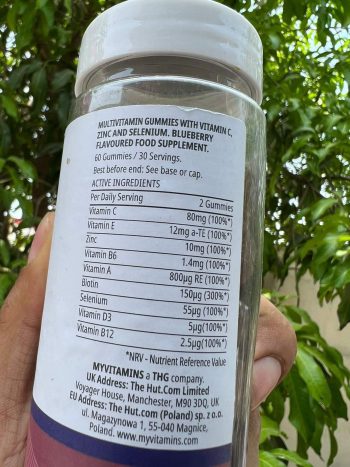 MULTIVITAMIN GUMMIES WITH VITAMIN C,
ZINC AND SELENIUM. BLUEBERRY
FLAVOURED FOOD SUPPLEMENT.
60 Gummies / 30 Servings.
Best before end: See base or cap.
ACTIVE INGREDIENTS
Per Daily Serving 2 Gummies
Vitamin C 80mg (100%*)
Vitamin E 12mg a-TE (100%*)
Zinc 10mg (100%*)
Vitamin B6 1.4mg (100%*)
Vitamin A 800μg RE (100%*)
Biotin 150μg (300%*)
Selenium 55μg (100%*)
Vitamin D3 5μg(100%*)
Vitamin B12 2.5μg(100%*)
*NRV - Nutrient Reference Value
MYVITAMINS a THG company.
UK Address: The Hut.Com Limited
Voyager House, Manchester, M90 3DQ, UK
EU Address: The Hut.com (Poland) sp. z o.o.
ul. Magazynowa 1, 55-040 Magnice,
Poland. www.myvitamins.com